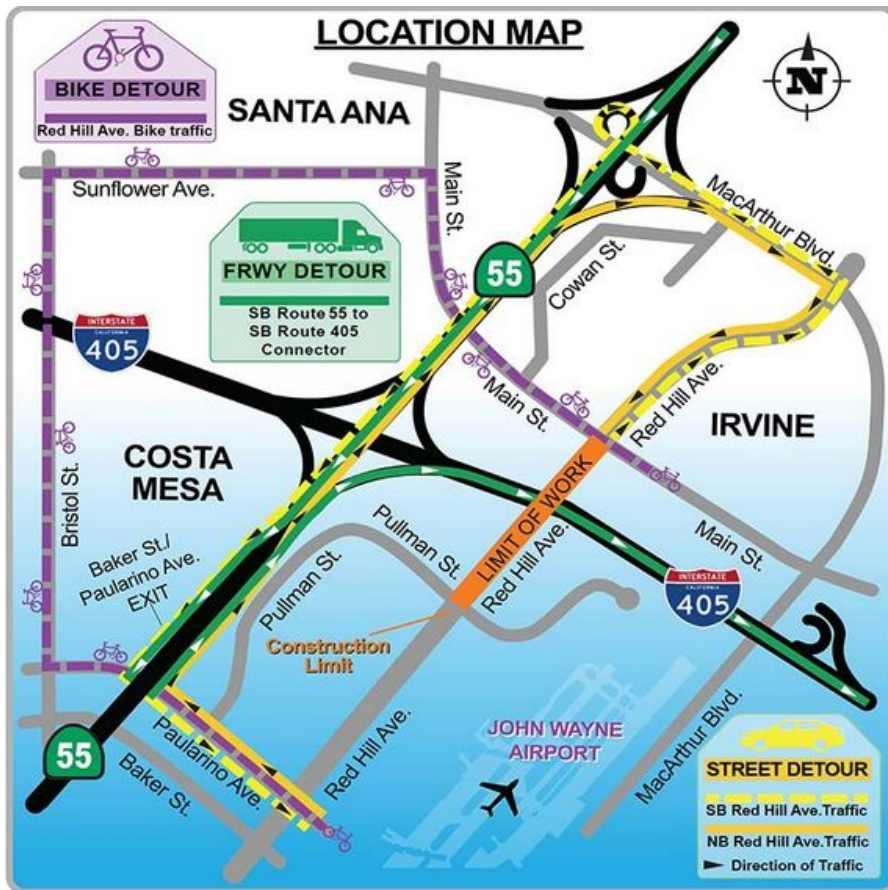 LOCATION MAP
BIKE DETOUR
Red Hill Ave. Bike traffic
SANTA ANA
N
Sunflower Ave.
Main St.
MacArthur Blvd.
FRWY DETOUR
SB Route 55 to
SB Route 405
Connector
55
Cowan St.
INTERSTATE
CALIFORNIA
405
Main St.
Red Hill Ave.
IRVINE
COSTA
MESA
Bristol St.
LIMIT OF WORK
Red Hill Ave.
Main St.
Baker St./
Paularino Ave.
EXIT
Pullman St.
Pullman St.
INTERSTATE
CALIFORNIA
405
Construction
Limit
Red Hill Ave.
MacArthur Blvd.
JOHN WAYNE
AIRPORT
55
Paularino Ave.
Baker St.
STREET DETOUR
SB Red Hill Ave.Traffic
NB Red Hill Ave.Traffic
Direction of Traffic